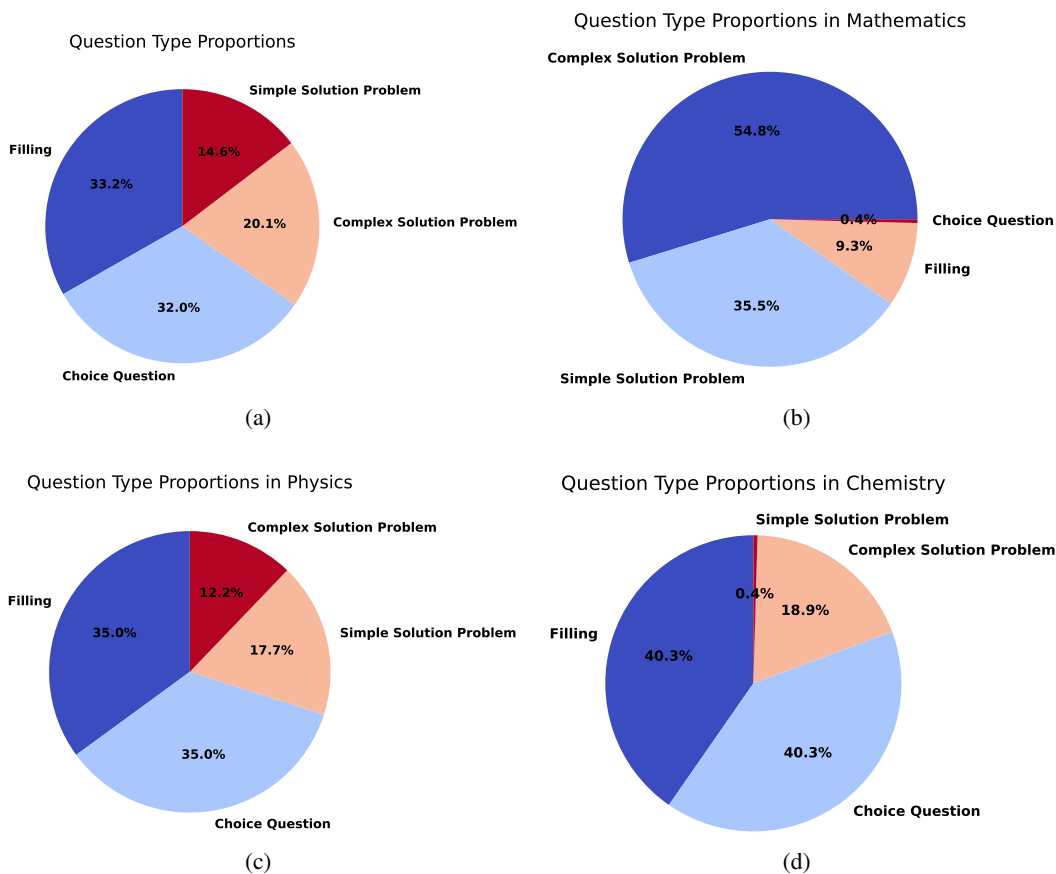 Question Type Proportions
Simple Solution Problem
Filling
14.6%
33.2%
20.1%
Complex Solution Problem
32.0%
Choice Question
(a)
Question Type Proportions in Mathematics
Complex Solution Problem
54.8%
0.4%
Choice Question
9.3%
Filling
35.5%
Simple Solution Problem
(b)
Question Type Proportions in Physics
Complex Solution Problem
12.2%
Filling
35.0%
Simple Solution Problem
17.7%
35.0%
Choice Question
(c)
Question Type Proportions in Chemistry
Simple Solution Problem
Complex Solution Problem
0.4%
18.9%
Filling
40.3%
40.3%
Choice Question
(d)